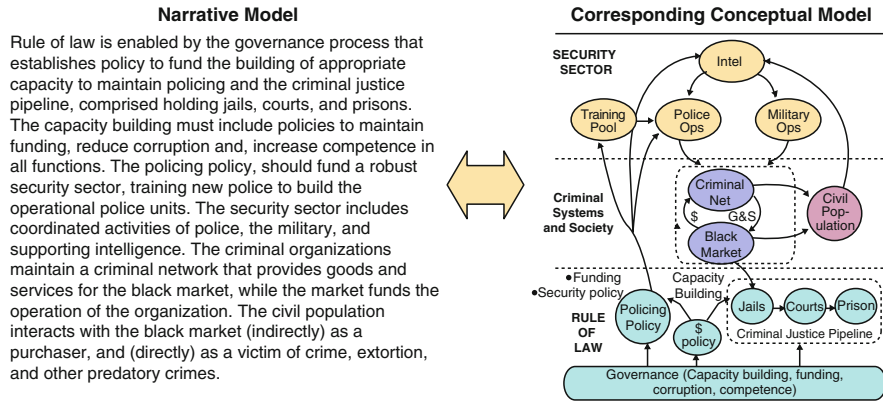 Narrative Model
Rule of law is enabled by the governance process that
establishes policy to fund the building of appropriate
capacity to maintain policing and the criminal justice
pipeline, comprised holding jails, courts, and prisons.
The capacity building must include policies to maintain
funding, reduce corruption and, increase competence in
all functions. The policing policy, should fund a robust
security sector, training new police to build the
operational police units. The security sector includes
coordinated activities of police, the military, and
supporting intelligence. The criminal organizations
maintain a criminal network that provides goods and
services for the black market, while the market funds the
operation of the organization. The civil population
interacts with the black market (indirectly) as a
purchaser, and (directly) as a victim of crime, extortion,
and other predatory crimes.
Corresponding Conceptual Model
SECURITY
SECTOR
Intel
Training
Pool
Police
Ops
Military
Ops
Criminal
Systems
and Society
Criminal
Net
$
G&S
Black
Market
Civil
Pop-
ulation
•Funding
•Security policy
Capacity
Building
RULE
OF
LAW
Policing
Policy
$
policy
Jails
Courts
Prison
Criminal Justice Pipeline
Governance (Capacity building, funding,
corruption, competence)